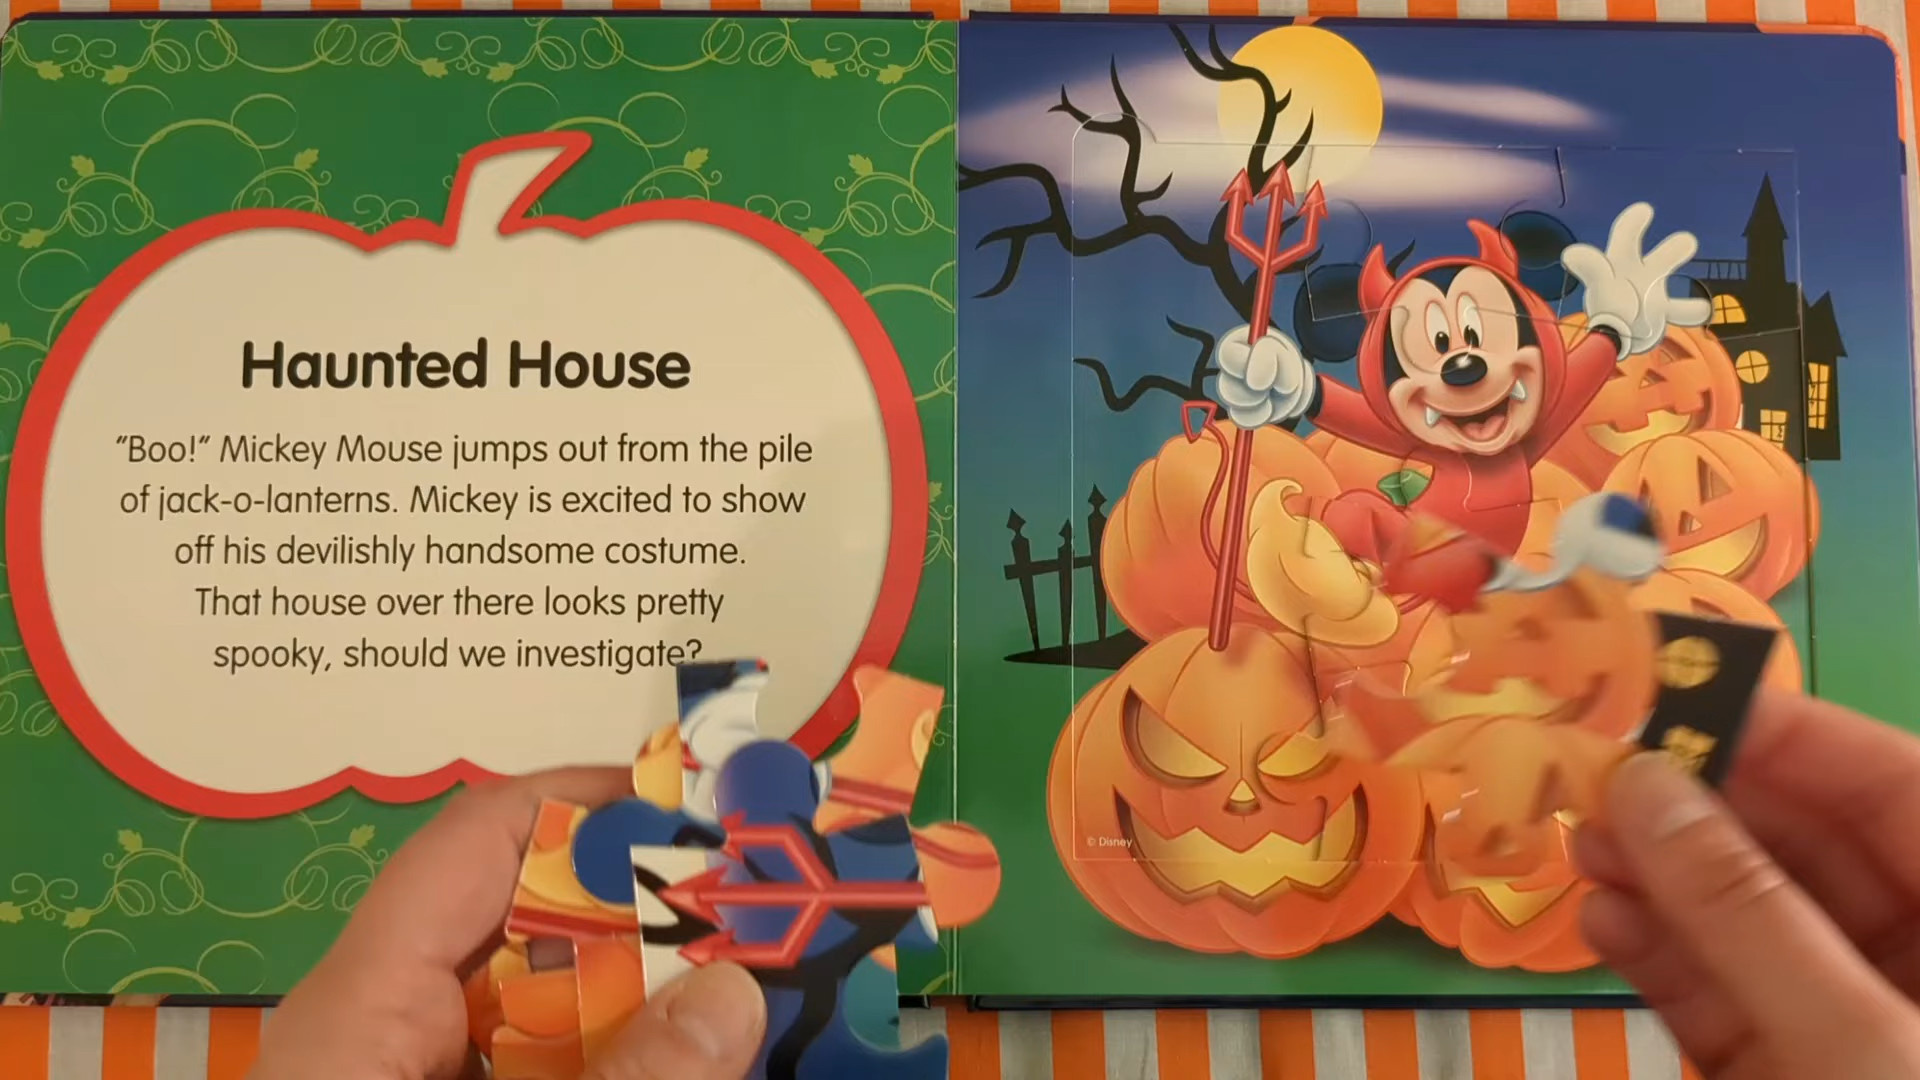 Haunted House
"Boo!" Mickey Mouse jumps out from the pile
of jack-o-lanterns. Mickey is excited to show
off his devilishly handsome costume.
That house over there looks pretty
spooky, should we investigate?
© Disney